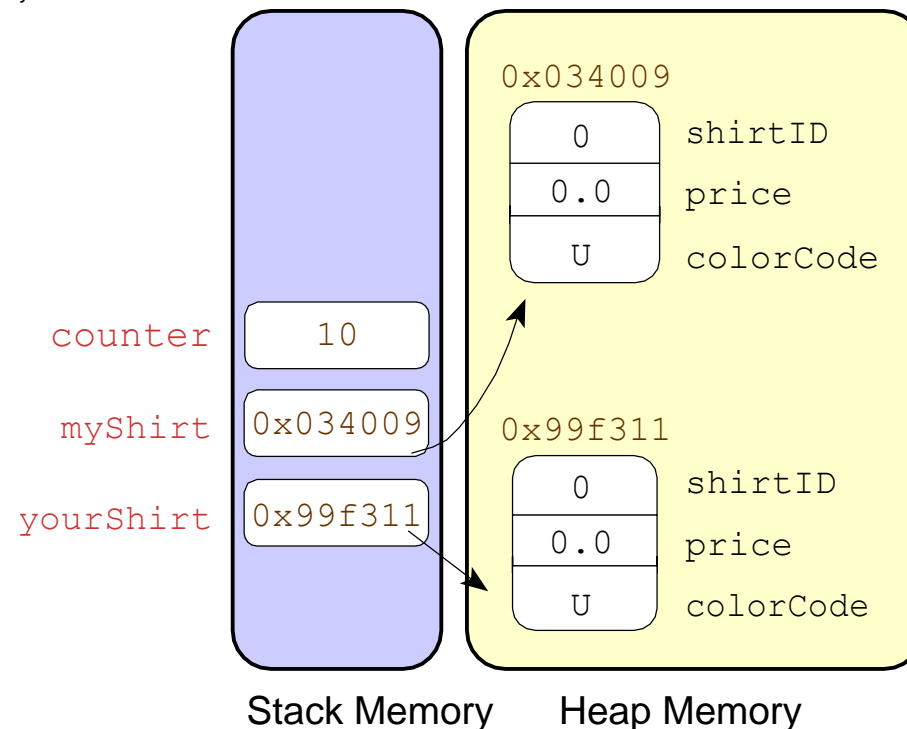 0x034009
0 shirtID
0.0 price
U colorCode
counter 10
myShirt 0x034009
0x99f311
yourShirt 0x99f311
0 shirtID
0.0 price
U colorCode
Stack Memory Heap Memory